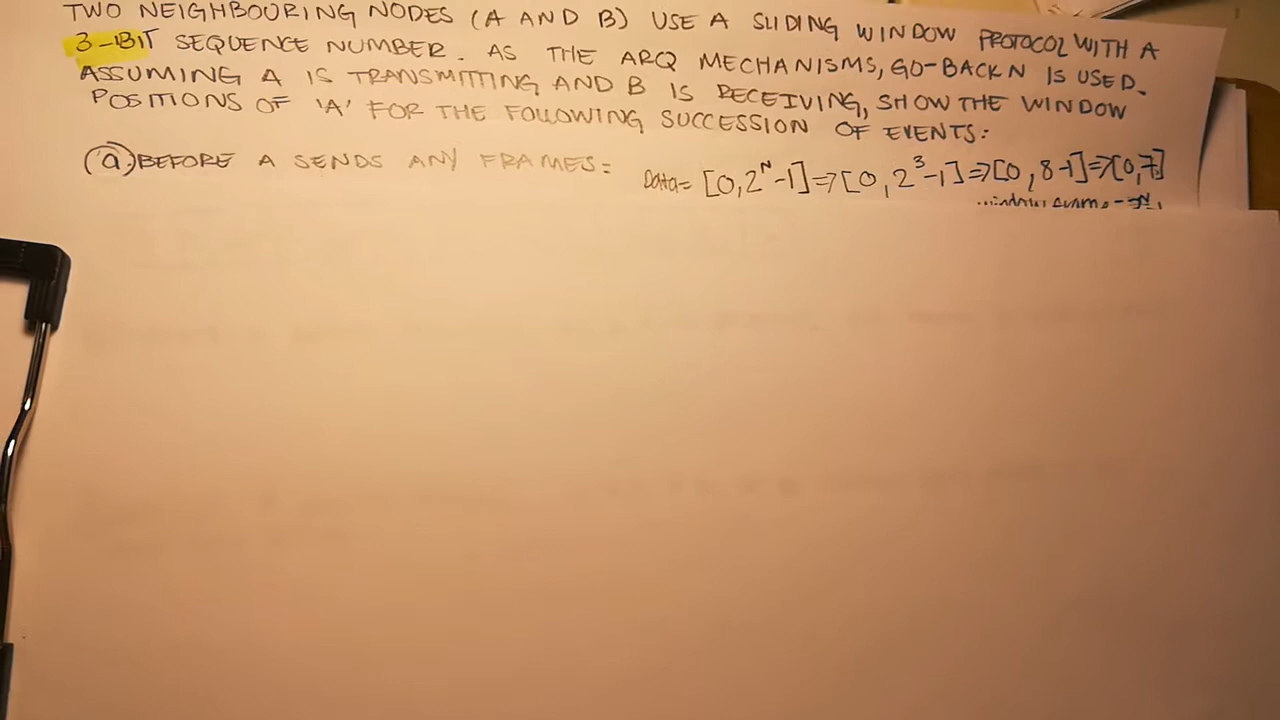 TWO NEIGHBOURING NODES (A AND B) USE A SLIDING WINDOW PROTOCOL WITH A
3-BIT SEQUENCE NUMBER. AS THE ARQ MECHANISMS, GO-BACK N IS USED.
ASSUMING A IS TRANSMITTING AND B IS RECEIVING, SHOW THE WINDOW
POSITIONS OF 'A' FOR THE FOLLOWING SUCCESSION OF EVENTS:
(a) BEFORE A SENDS ANY FRAMES: Data= [0,2^N-1]⇒[0,2^3-1]⇒[0,8-1]⇒[0,7]